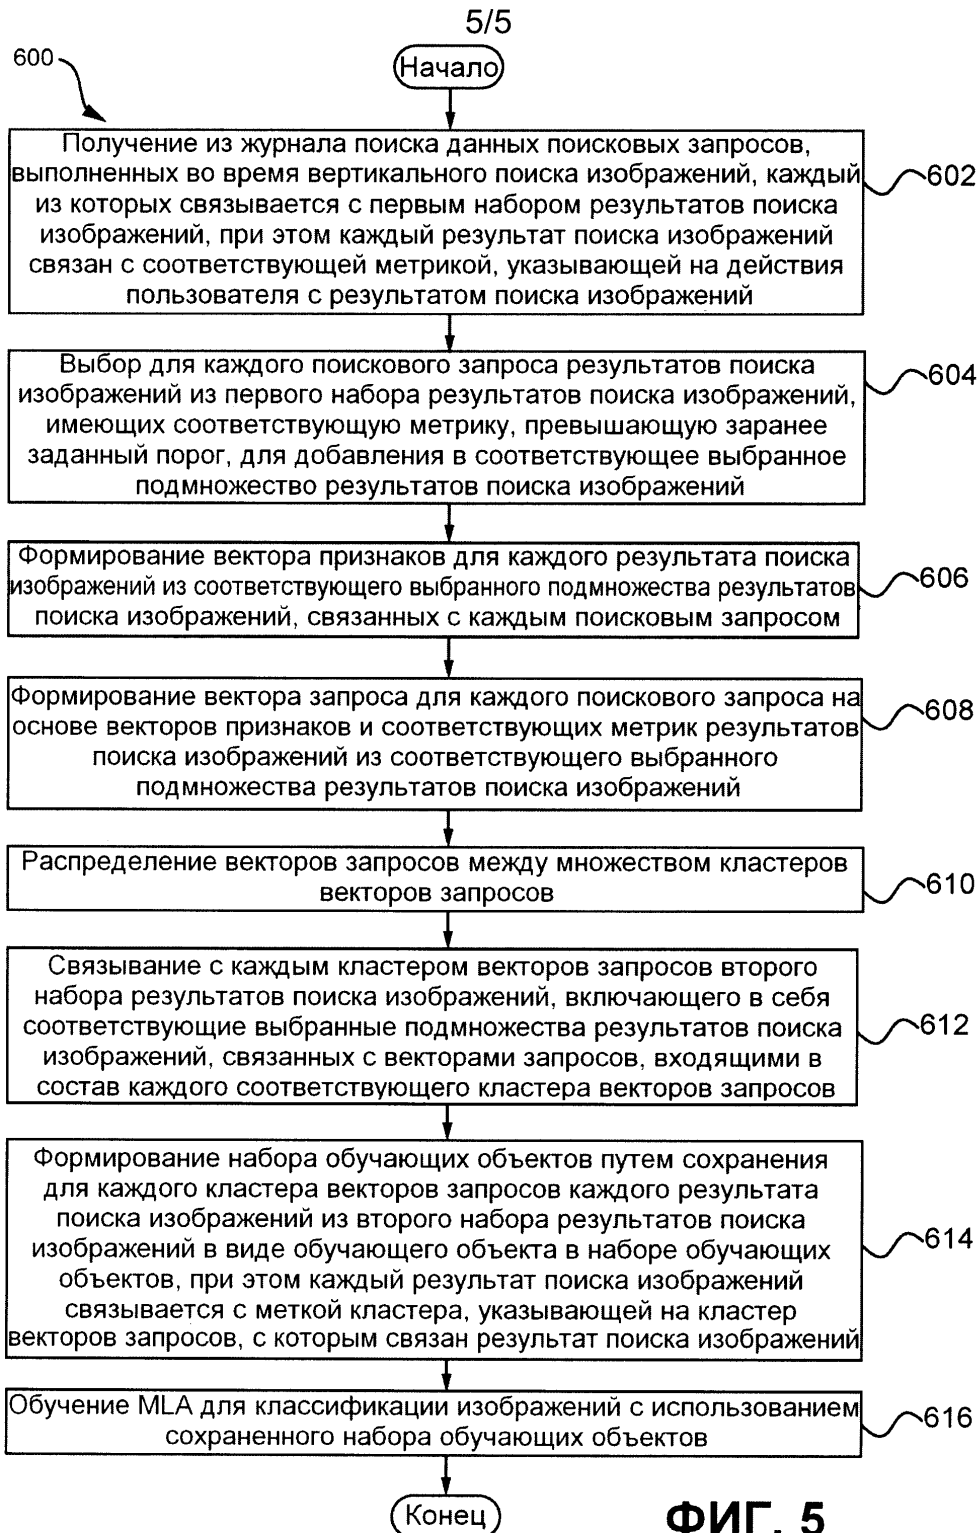 5/5
600
Начало
Получение из журнала поиска данных поисковых запросов,
выполненных во время вертикального поиска изображений, каждый
из которых связывается с первым набором результатов поиска
изображений, при этом каждый результат поиска изображений
связан с соответствующей метрикой, указывающей на действия
пользователя с результатом поиска изображений
602
Выбор для каждого поискового запроса результатов поиска
изображений из первого набора результатов поиска изображений,
имеющих соответствующую метрику, превышающую заранее
заданный порог, для добавления в соответствующее выбранное
подмножество результатов поиска изображений
604
Формирование вектора признаков для каждого результата поиска
изображений из соответствующего выбранного подмножества результатов
поиска изображений, связанных с каждым поисковым запросом
606
Формирование вектора запроса для каждого поискового запроса на
основе векторов признаков и соответствующих метрик результатов
поиска изображений из соответствующего выбранного
подмножества результатов поиска изображений
608
Распределение векторов запросов между множеством кластеров
векторов запросов
610
Связывание с каждым кластером векторов запросов второго
набора результатов поиска изображений, включающего в себя
соответствующие выбранные подмножества результатов поиска
изображений, связанных с векторами запросов, входящими в
состав каждого соответствующего кластера векторов запросов
612
Формирование набора обучающих объектов путем сохранения
для каждого кластера векторов запросов каждого результата
поиска изображений из второго набора результатов поиска
изображений в виде обучающего объекта в наборе обучающих
объектов, при этом каждый результат поиска изображений
связывается с меткой кластера, указывающей на кластер
векторов запросов, с которым связан результат поиска изображений
614
Обучение MLA для классификации изображений с использованием
сохраненного набора обучающих объектов
616
Конец
ФИГ. 5